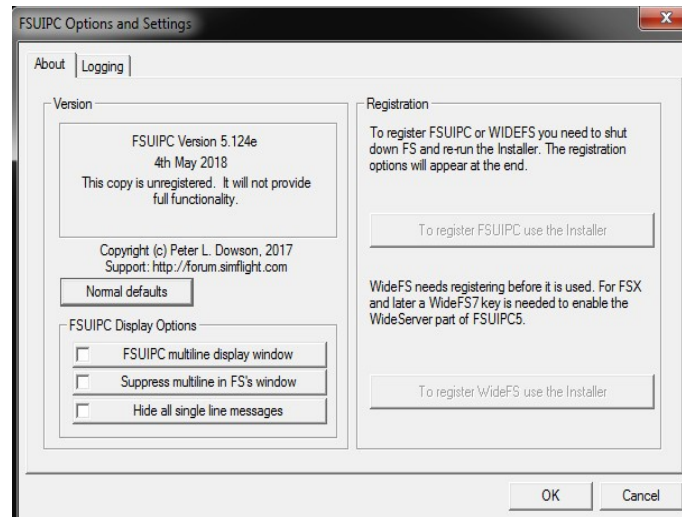 FSUIPC Options and Settings
About
Logging
Version
FSUIPC Version 5.124e
4th May 2018
This copy is unregistered. It will not provide
full functionality.
Copyright (c) Peter L. Dowson, 2017
Support: http://forum.simflight.com
Normal defaults
FSUIPC Display Options
FSUIPC multiline display window
Suppress multiline in FS's window
Hide all single line messages
Registration
To register FSUIPC or WIDEFS you need to shut
down FS and re-run the Installer. The registration
options will appear at the end.
To register FSUIPC use the Installer
WideFS needs registering before it is used. For FSX
and later a WideFS7 key is needed to enable the
WideServer part of FSUIPC5.
To register WideFS use the Installer
OK
Cancel